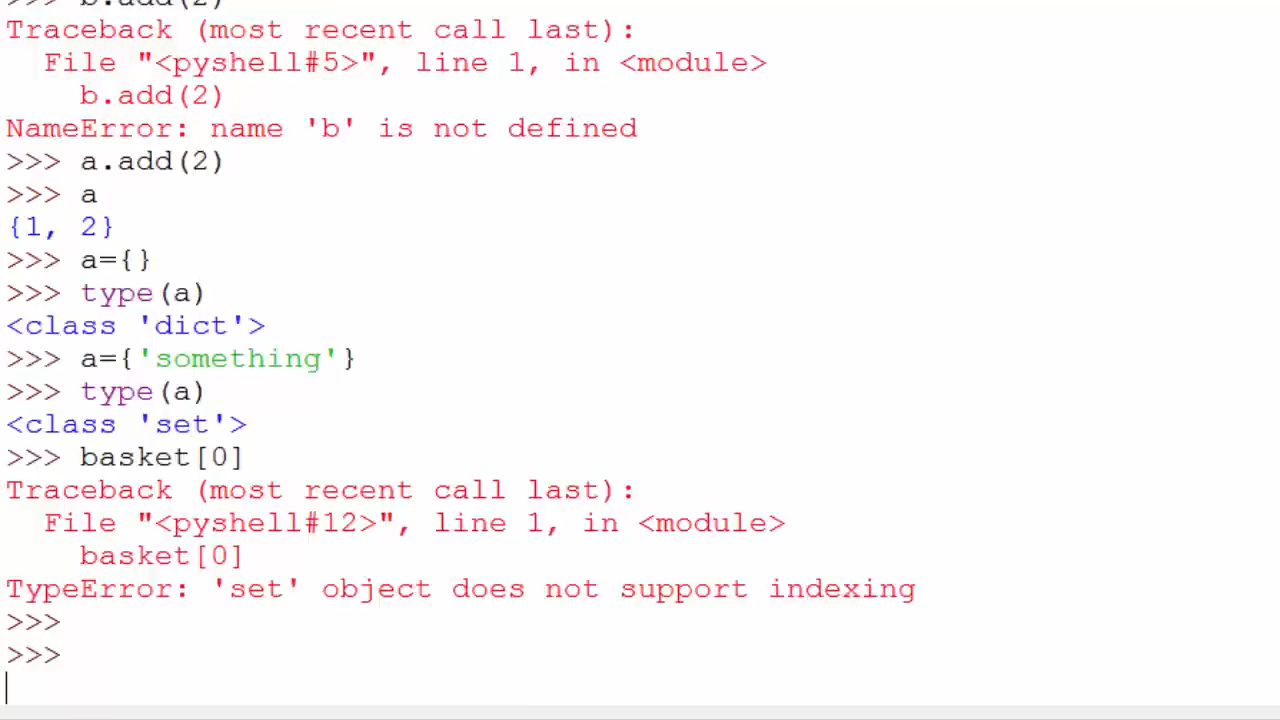 >>> b.add(2)
Traceback (most recent call last):
  File "<pyshell#5>", line 1, in <module>
    b.add(2)
NameError: name 'b' is not defined
>>> a.add(2)
>>> a
{1, 2}
>>> a={}
>>> type(a)
<class 'dict'>
>>> a={'something'}
>>> type(a)
<class 'set'>
>>> basket[0]
Traceback (most recent call last):
  File "<pyshell#12>", line 1, in <module>
    basket[0]
TypeError: 'set' object does not support indexing
>>>
>>>